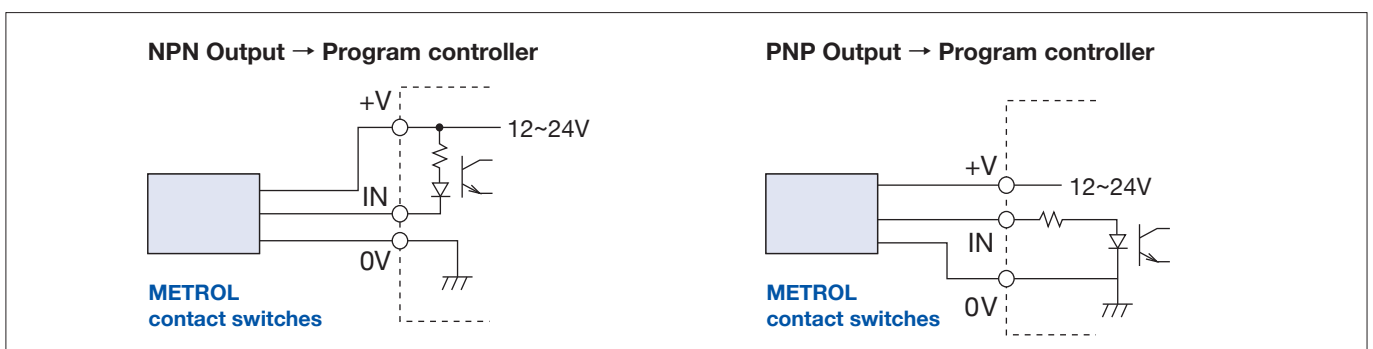 NPN Output → Program controller
+V
12~24V
IN
0V
METROL
contact switches
PNP Output → Program controller
+V
12~24V
IN
0V
METROL
contact switches